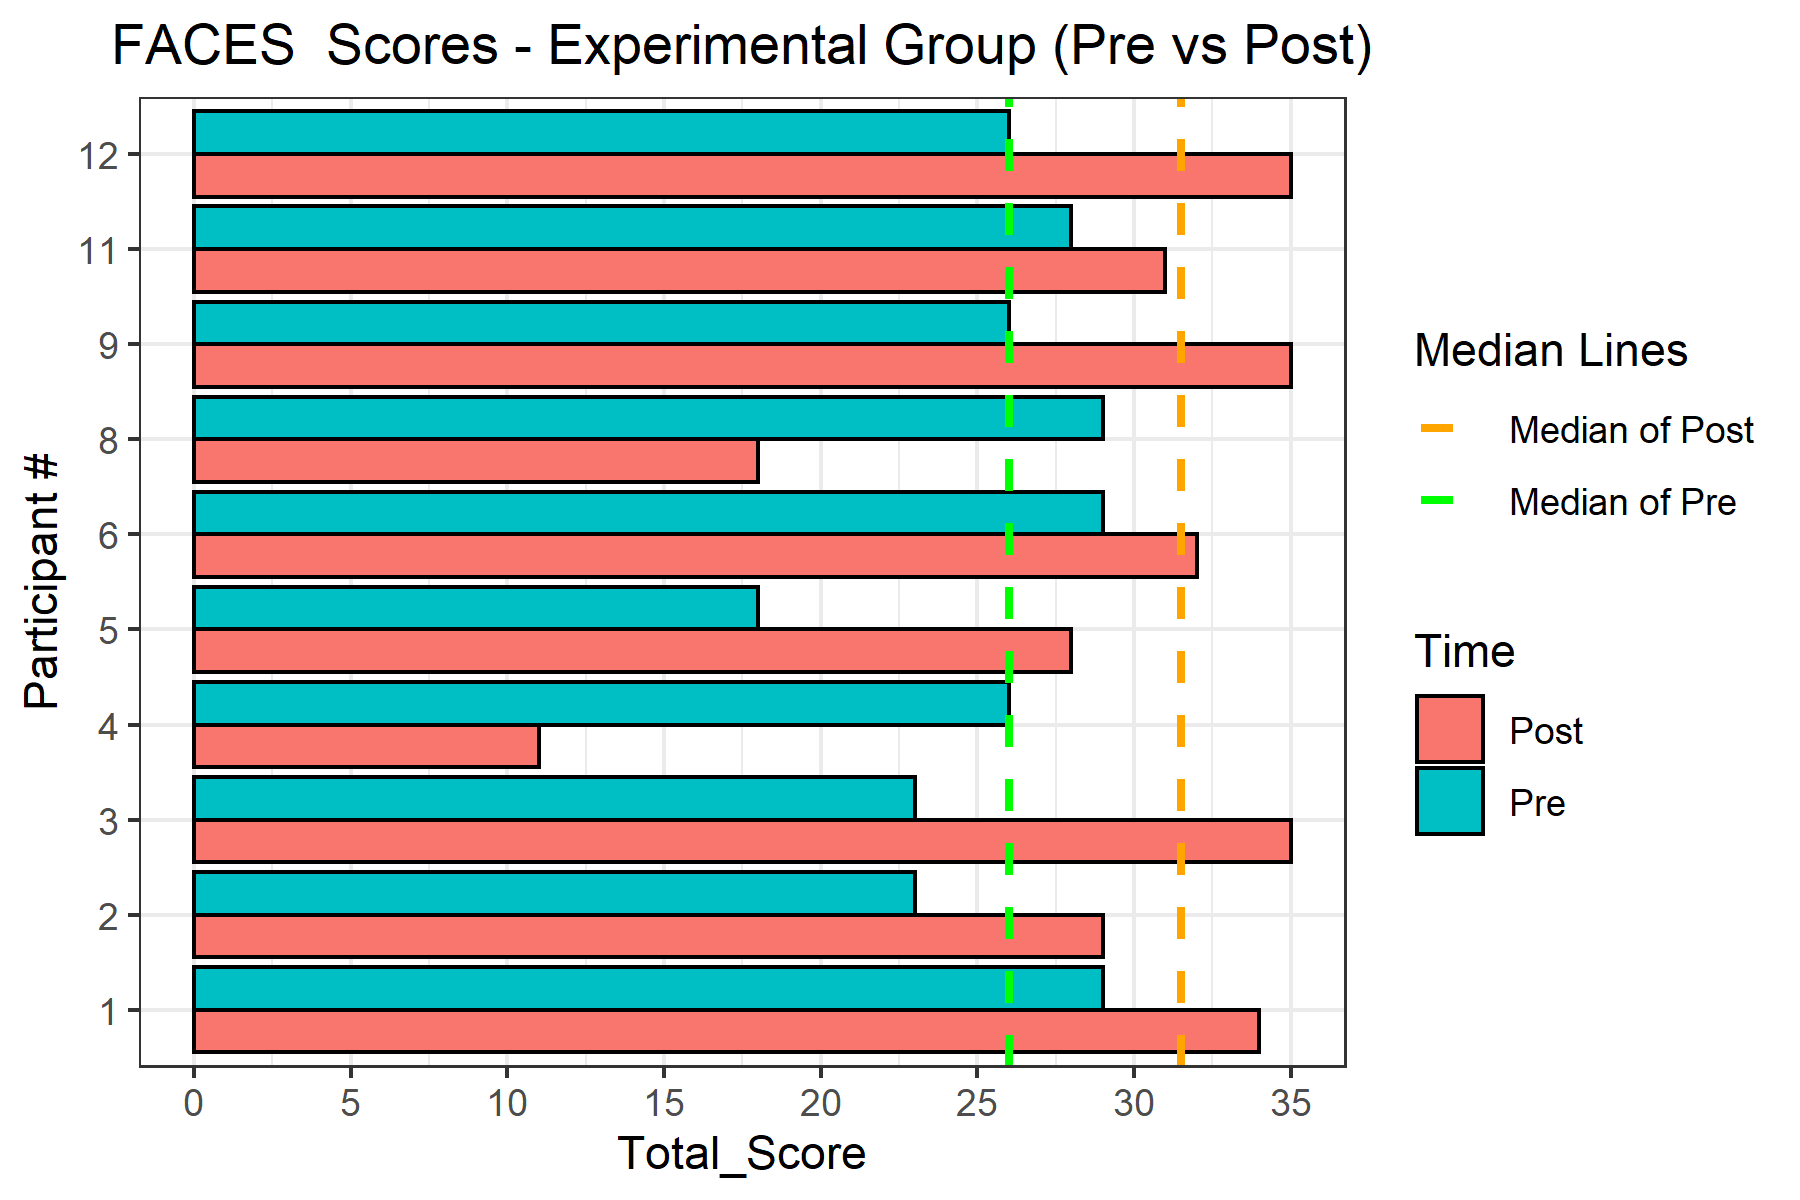 FACES  Scores - Experimental Group (Pre vs Post)
Participant #
12
11
9
8
6
5
4
3
2
1
0 5 10 15 20 25 30 35
Total_Score
Median Lines
Median of Post
Median of Pre
Time
Post
Pre